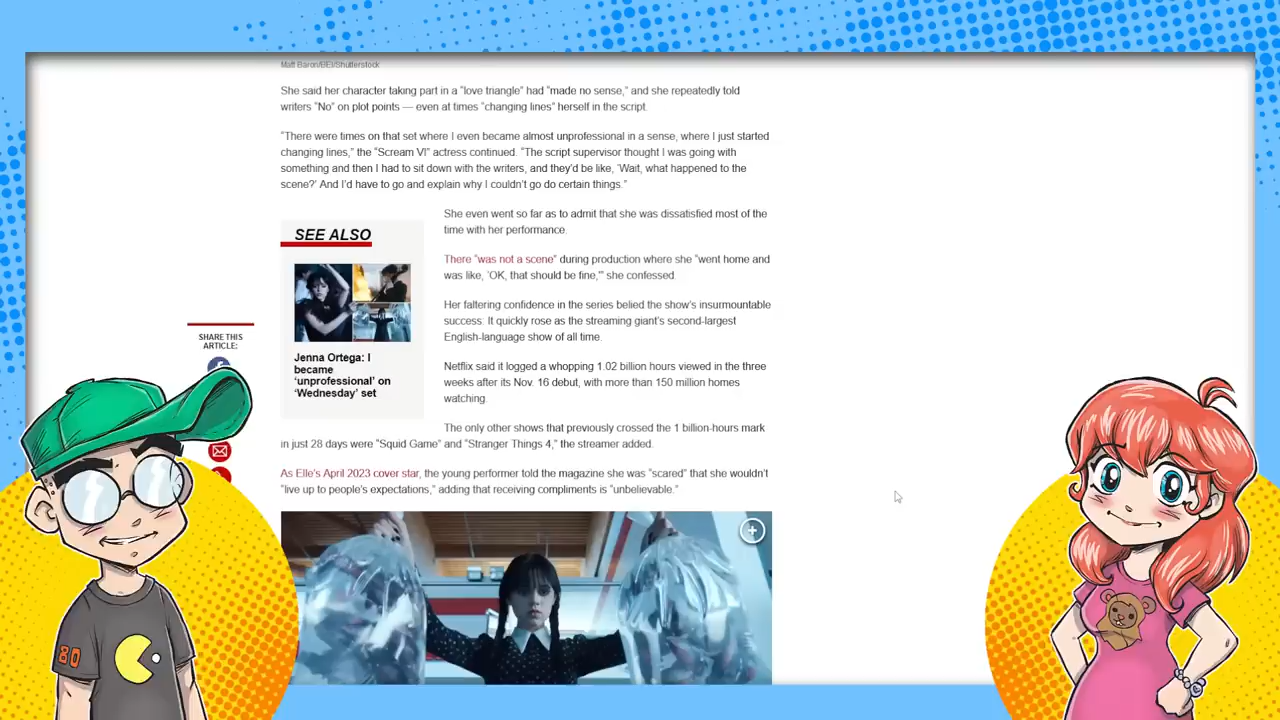 Matt Baron/BEI/Shutterstock
She said her character taking part in a “love triangle” had “made no sense,” and she repeatedly told
writers “No” on plot points — even at times “changing lines” herself in the script.
“There were times on that set where I even became almost unprofessional in a sense, where I just started
changing lines,” the “Scream VI” actress continued. “The script supervisor thought I was going with
something and then I had to sit down with the writers, and they’d be like, ‘Wait, what happened to the
scene?’ And I’d have to go and explain why I couldn’t go do certain things.”
She even went so far as to admit that she was dissatisfied most of the
time with her performance.
SEE ALSO
Jenna Ortega: I
became
‘unprofessional’ on
‘Wednesday’ set
There “was not a scene” during production where she “went home and
was like, ‘OK, that should be fine,’” she confessed.
Her faltering confidence in the series belied the show’s insurmountable
success: It quickly rose as the streaming giant’s second-largest
English-language show of all time.
Netflix said it logged a whopping 1.02 billion hours viewed in the three
weeks after its Nov. 16 debut, with more than 150 million homes
watching.
The only other shows that previously crossed the 1 billion-hours mark
in just 28 days were “Squid Game” and “Stranger Things 4,” the streamer added.
As Elle’s April 2023 cover star, the young performer told the magazine she was “scared” that she wouldn’t
“live up to people’s expectations,” adding that receiving compliments is “unbelievable.”
SHARE THIS
ARTICLE:
80